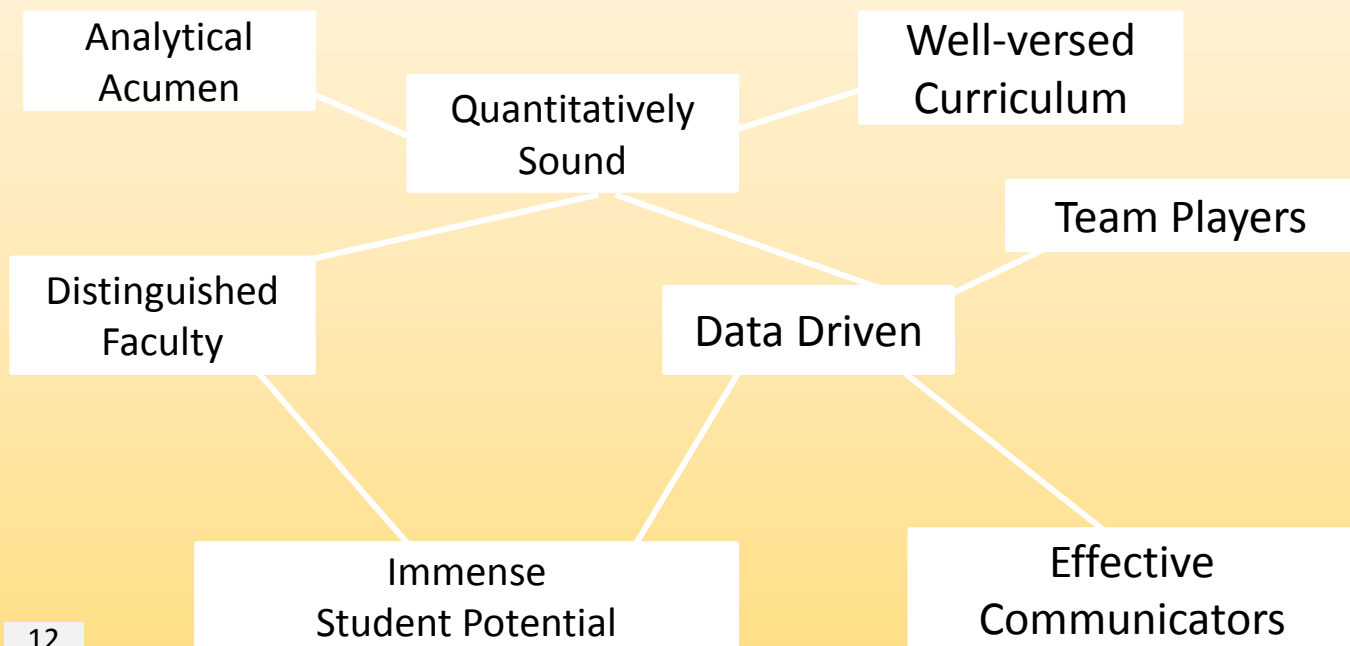 Analytical
Acumen
Quantitatively
Sound
Well-versed
Curriculum
Team Players
Distinguished
Faculty
Data Driven
Immense
Student Potential
Effective
Communicators
12